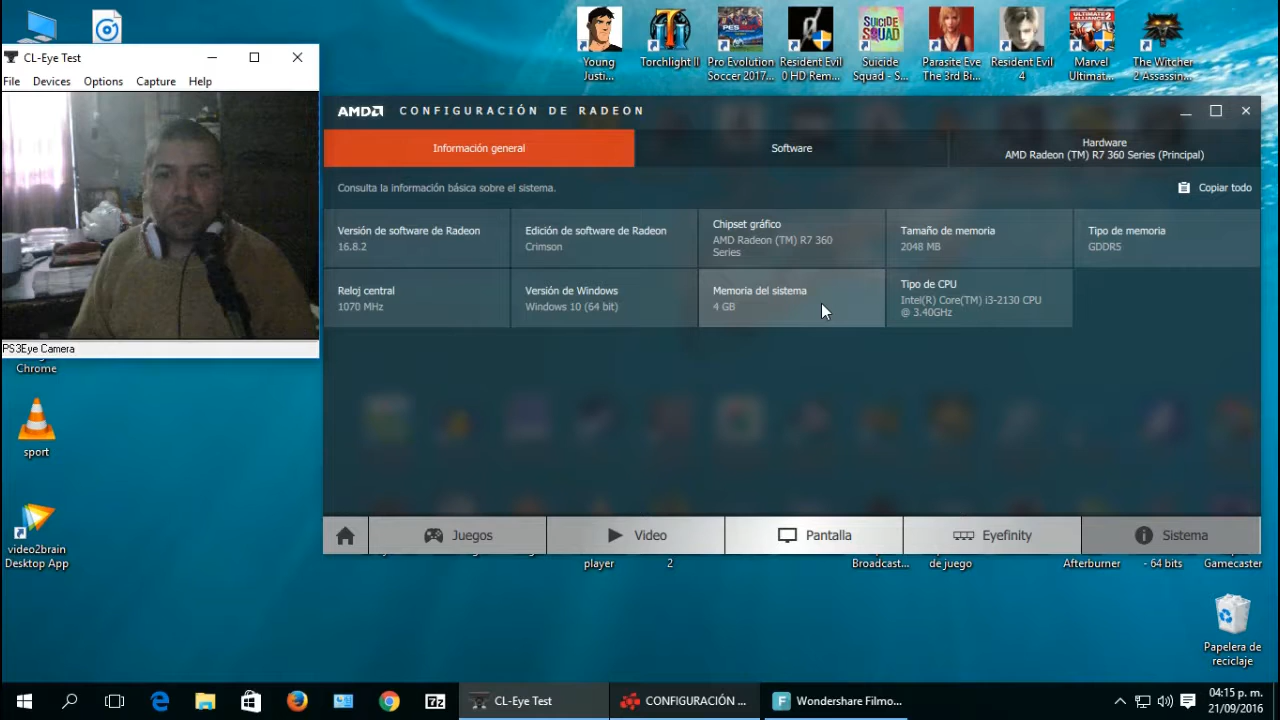 Young
Justi...
Torchlight II
Pro Evolution
Soccer 2017...
Resident Evil
0 HD Rem...
Suicide
Squad - S...
Parasite Eve
The 3rd Bi...
Resident Evil
4
Marvel
Ultimat...
The Witcher
2 Assassin...
CL-Eye Test
File Devices Options Capture Help
PS3Eye Camera
Chrome
sport
video2brain
Desktop App
AMD CONFIGURACIÓN DE RADEON
Información general
Software
Hardware
AMD Radeon (TM) R7 360 Series (Principal)
Consulta la información básica sobre el sistema.
Copiar todo
Versión de software de Radeon
16.8.2
Edición de software de Radeon
Crimson
Chipset gráfico
AMD Radeon (TM) R7 360
Series
Tamaño de memoria
2048 MB
Tipo de memoria
GDDR5
Reloj central
1070 MHz
Versión de Windows
Windows 10 (64 bit)
Memoria del sistema
4 GB
Tipo de CPU
Intel(R) Core(TM) i3-2130 CPU
@ 3.40GHz
Juegos
Video
Pantalla
Eyefinity
Sistema
player
2
Broadcast...
de juego
Afterburner
- 64 bits
Gamecaster
Papelera de
reciclaje
7z
CL-Eye Test
CONFIGURACIÓN ...
Wondershare Filmo...
04:15 p. m.
21/09/2016